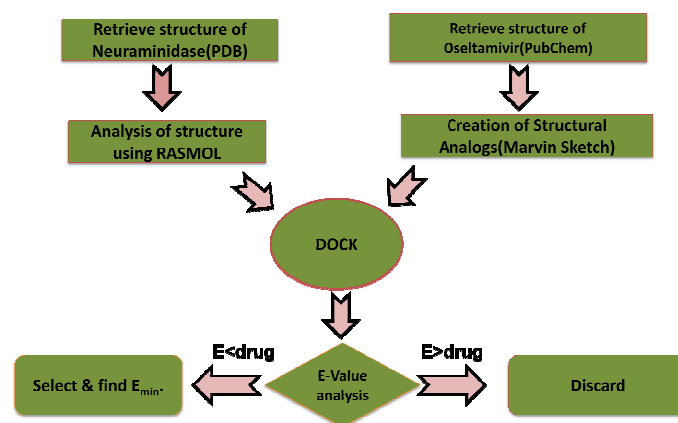 Retrieve structure of
Neuraminidase(PDB)
Retrieve structure of
Oseltamivir(PubChem)
Analysis of structure
using RASMOL
Creation of Structural
Analogs(Marvin Sketch)
DOCK
E<drug
E>drug
Select & find Emin.
E-Value
analysis
Discard